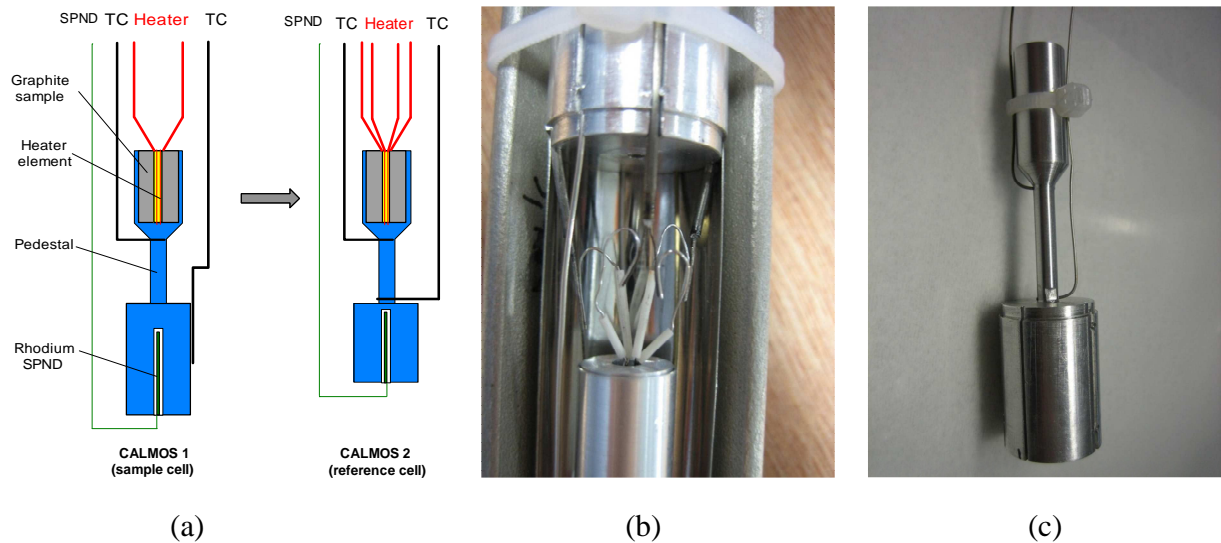 SPND TC Heater TC
Graphite
sample
Heater
element
Pedestal
Rhodium
SPND
CALMOS 1
(sample cell)
SPND TC Heater TC
CALMOS 2
(reference cell)
(a)
(b)
(c)